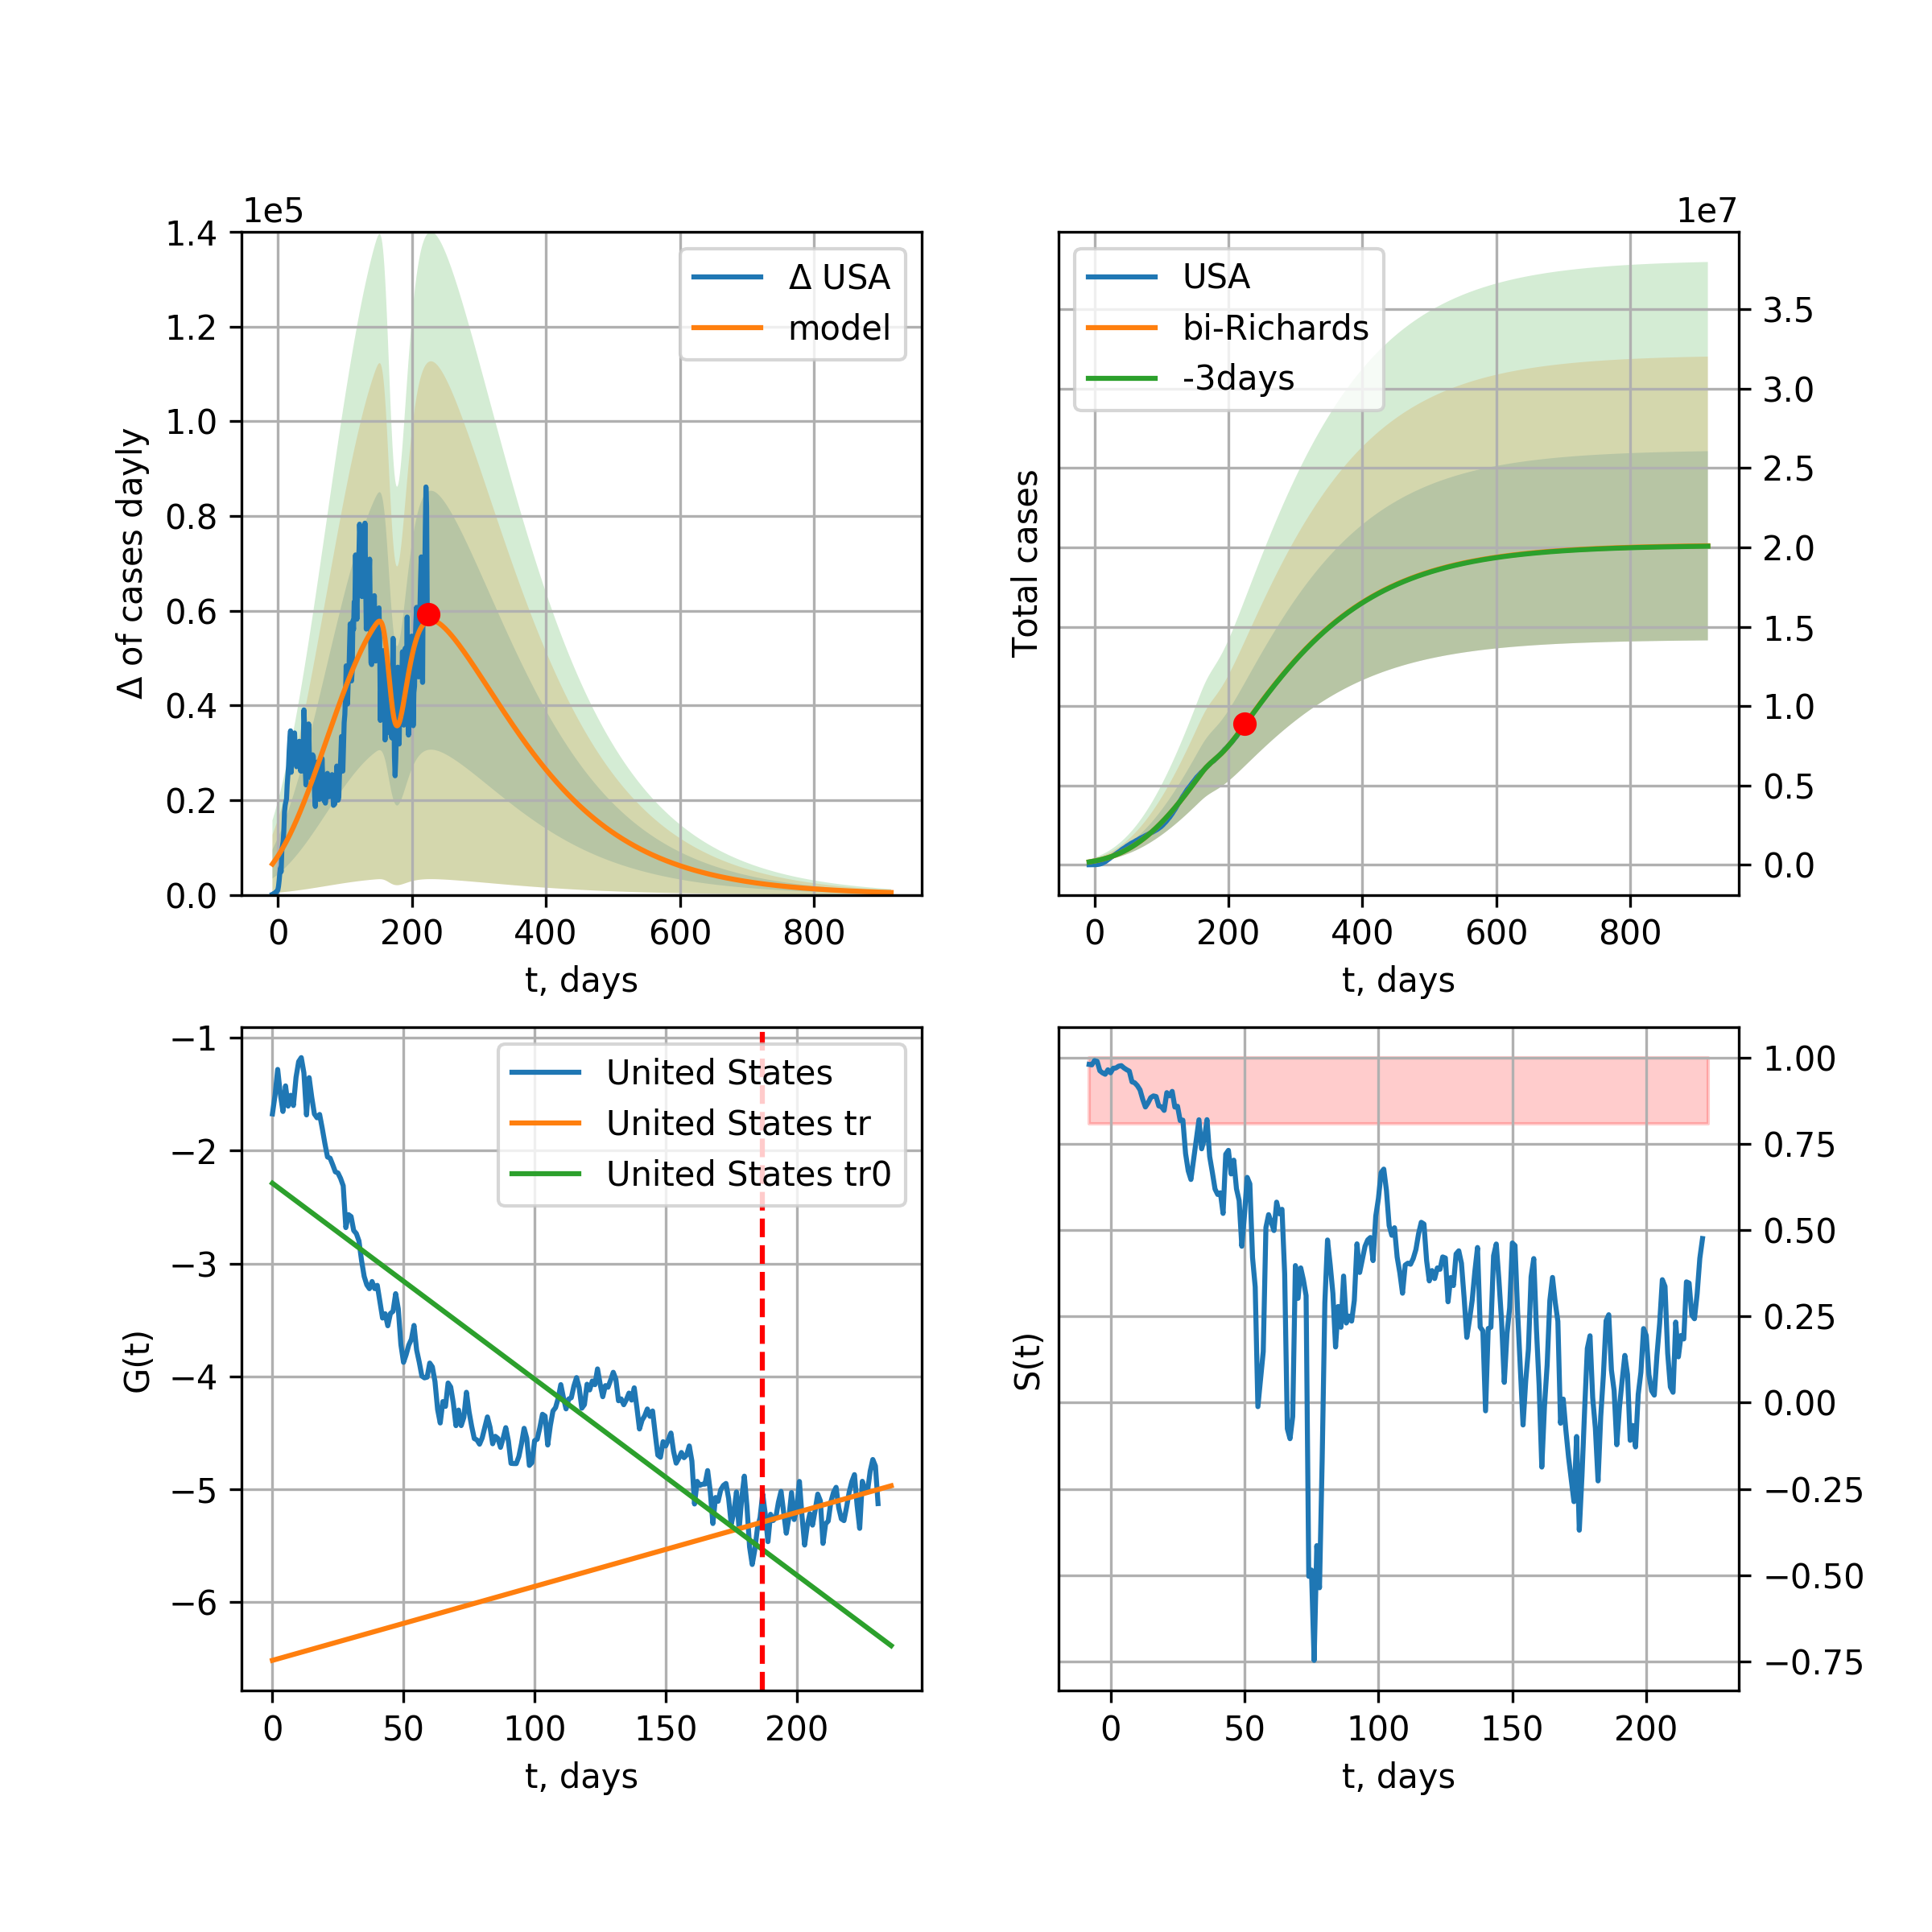 1e5
1.4
1.2
1.0
0.8
0.6
0.4
0.2
0.0
Δ of cases dayly
Δ USA
model
0 200 400 600 800
t, days
1e7
USA
bi-Richards
-3days
Total cases
3.5
3.0
2.5
2.0
1.5
1.0
0.5
0.0
0 200 400 600 800
t, days
−1
−2
−3
−4
−5
−6
G(t)
United States
United States tr
United States tr0
0 50 100 150 200
t, days
S(t)
1.00
0.75
0.50
0.25
0.00
−0.25
−0.50
−0.75
0 50 100 150 200
t, days